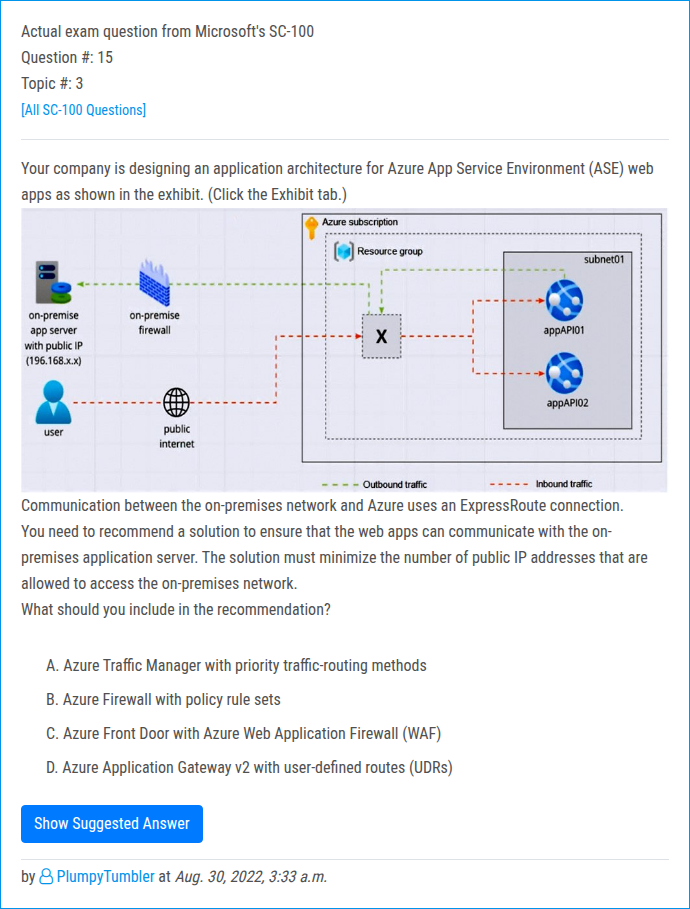 Actual exam question from Microsoft's SC-100
Question #: 15
Topic #: 3
[All SC-100 Questions]
Your company is designing an application architecture for Azure App Service Environment (ASE) web
apps as shown in the exhibit. (Click the Exhibit tab.)
Azure subscription
Resource group
subnet01
on-premise
app server
with public IP
(196.168.x.x)
on-premise
firewall
X
appAPI01
appAPI02
user
public
internet
Outbound traffic
Inbound traffic
Communication between the on-premises network and Azure uses an ExpressRoute connection.
You need to recommend a solution to ensure that the web apps can communicate with the on-
premises application server. The solution must minimize the number of public IP addresses that are
allowed to access the on-premises network.
What should you include in the recommendation?
A. Azure Traffic Manager with priority traffic-routing methods
B. Azure Firewall with policy rule sets
C. Azure Front Door with Azure Web Application Firewall (WAF)
D. Azure Application Gateway v2 with user-defined routes (UDRs)
Show Suggested Answer
by PlumpyTumbler at Aug. 30, 2022, 3:33 a.m.